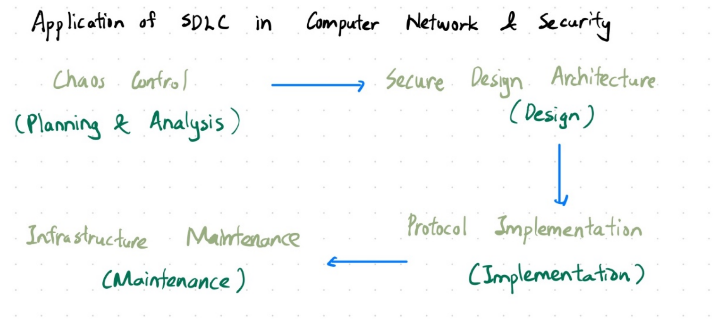 Application of SDLC in Computer Network & Security
Chaos Control
(Planning & Analysis)
Secure Design Architecture
(Design)
Protocol Implementation
(Implementation)
Infrastructure Maintenance
(Maintenance)